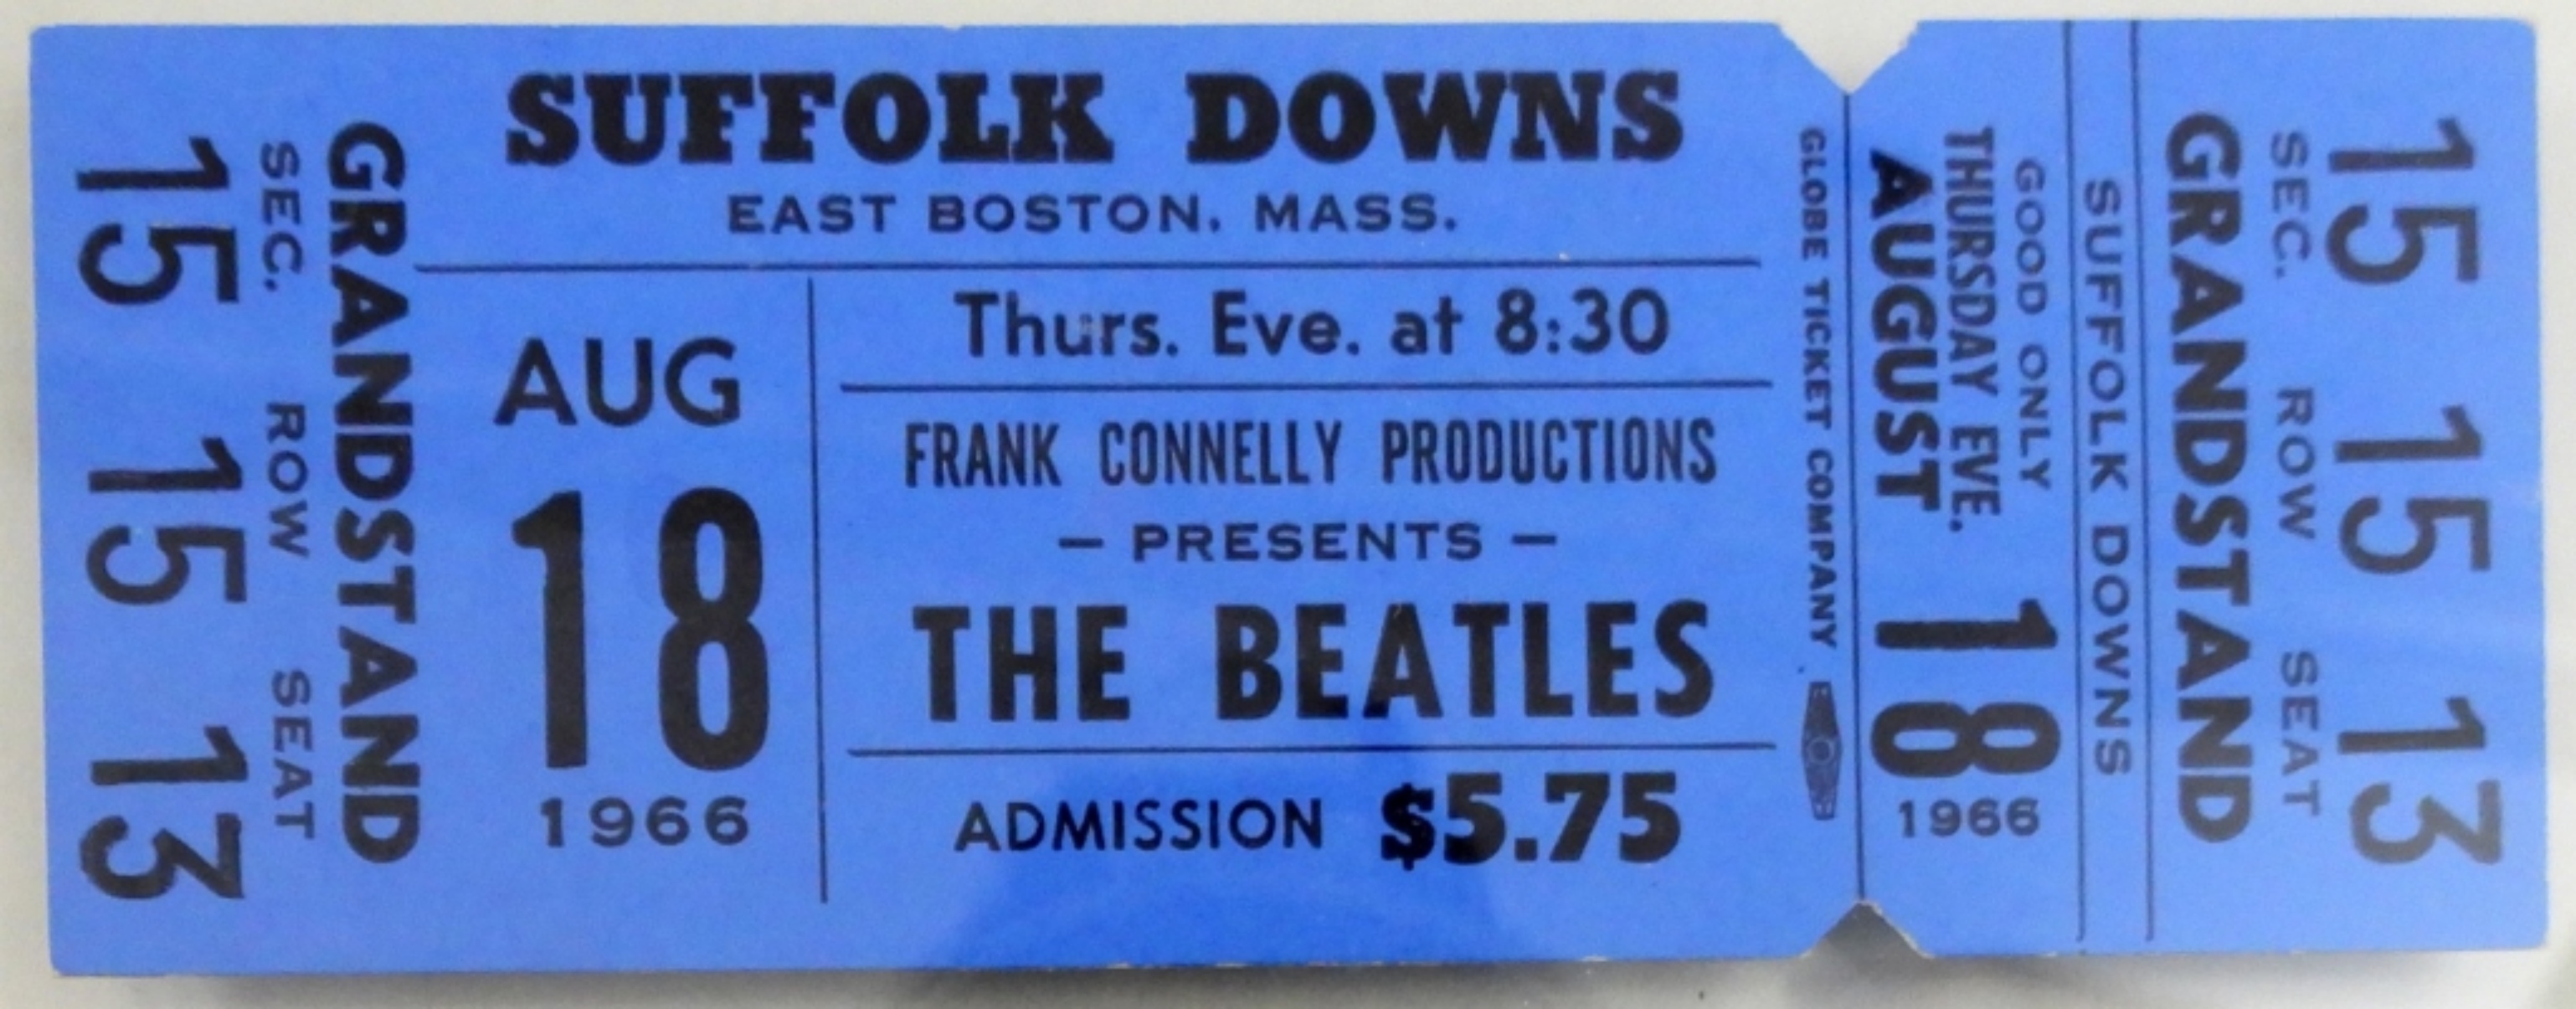 SUFFOLK DOWNS
EAST BOSTON. MASS.
AUG
18
1966
Thurs. Eve. at 8:30
FRANK CONNELLY PRODUCTIONS
— PRESENTS —
THE BEATLES
ADMISSION $5.75
GRANDSTAND
SEC. ROW SEAT
15 15 13
GLOBE TICKET COMPANY
SUFFOLK DOWNS
GOOD ONLY
THURSDAY EVE.
AUGUST 18
1966
15 15 13
SEC. ROW SEAT
GRANDSTAND